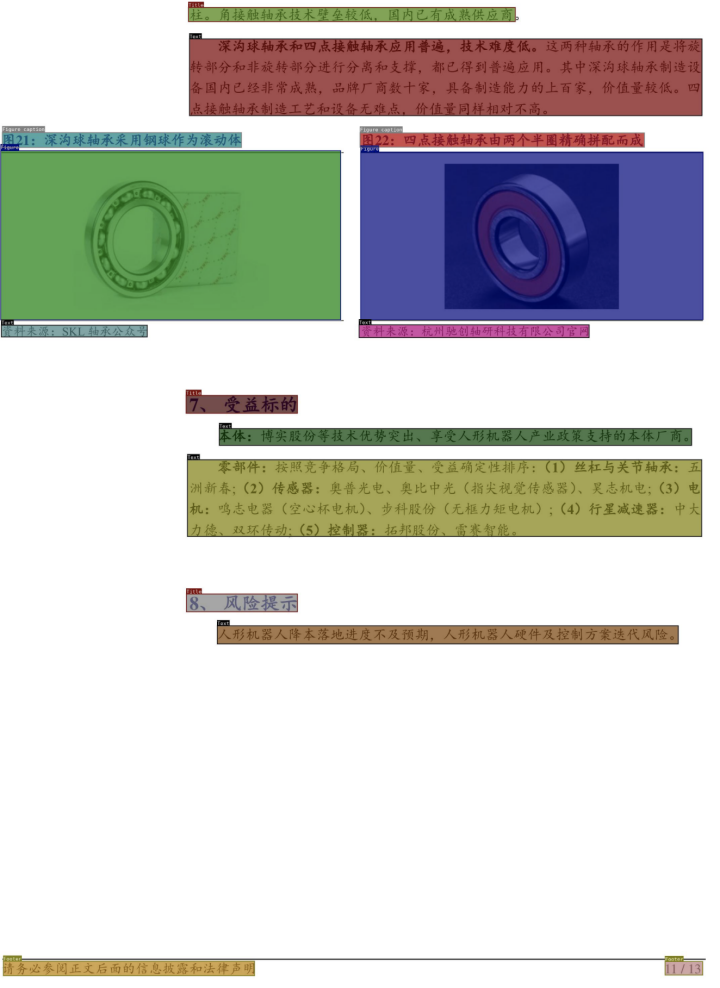 Title
柱。角接触轴承技术壁垒较低，国内已有成熟供应商。
Text
深沟球轴承和四点接触轴承应用普遍，技术难度低。这两种轴承的作用是将旋
转部分和非旋转部分进行分离和支撑，都已得到普遍应用。其中深沟球轴承制造设
备国内已经非常成熟，品牌厂商数十家，具备制造能力的上百家，价值量较低。四
点接触轴承制造工艺和设备无难点，价值量同样相对不高。
Figure caption
图21：深沟球轴承采用钢球作为滚动体
Figure
Text
资料来源：SKL 轴承公众号
Figure caption
图22：四点接触轴承由两个半圈精确拼配而成
Figure
Text
资料来源：杭州驰创轴研科技有限公司官网
Title
7、 受益标的
Text
本体：博实股份等技术优势突出、享受人形机器人产业政策支持的本体厂商。
Text
零部件：按照竞争格局、价值量、受益确定性排序：（1）丝杠与关节轴承：五
洲新春；（2）传感器：奥普光电、奥比中光（指尖视觉传感器）、昊志机电；（3）电
机：鸣志电器（空心杯电机）、步科股份（无框力矩电机）；（4）行星减速器：中大
力德、双环传动；（5）控制器：拓邦股份、雷赛智能。
Title
8、 风险提示
Text
人形机器人降本落地进度不及预期，人形机器人硬件及控制方案迭代风险。
Footer
请务必参阅正文后面的信息披露和法律声明
Footer
11 / 13